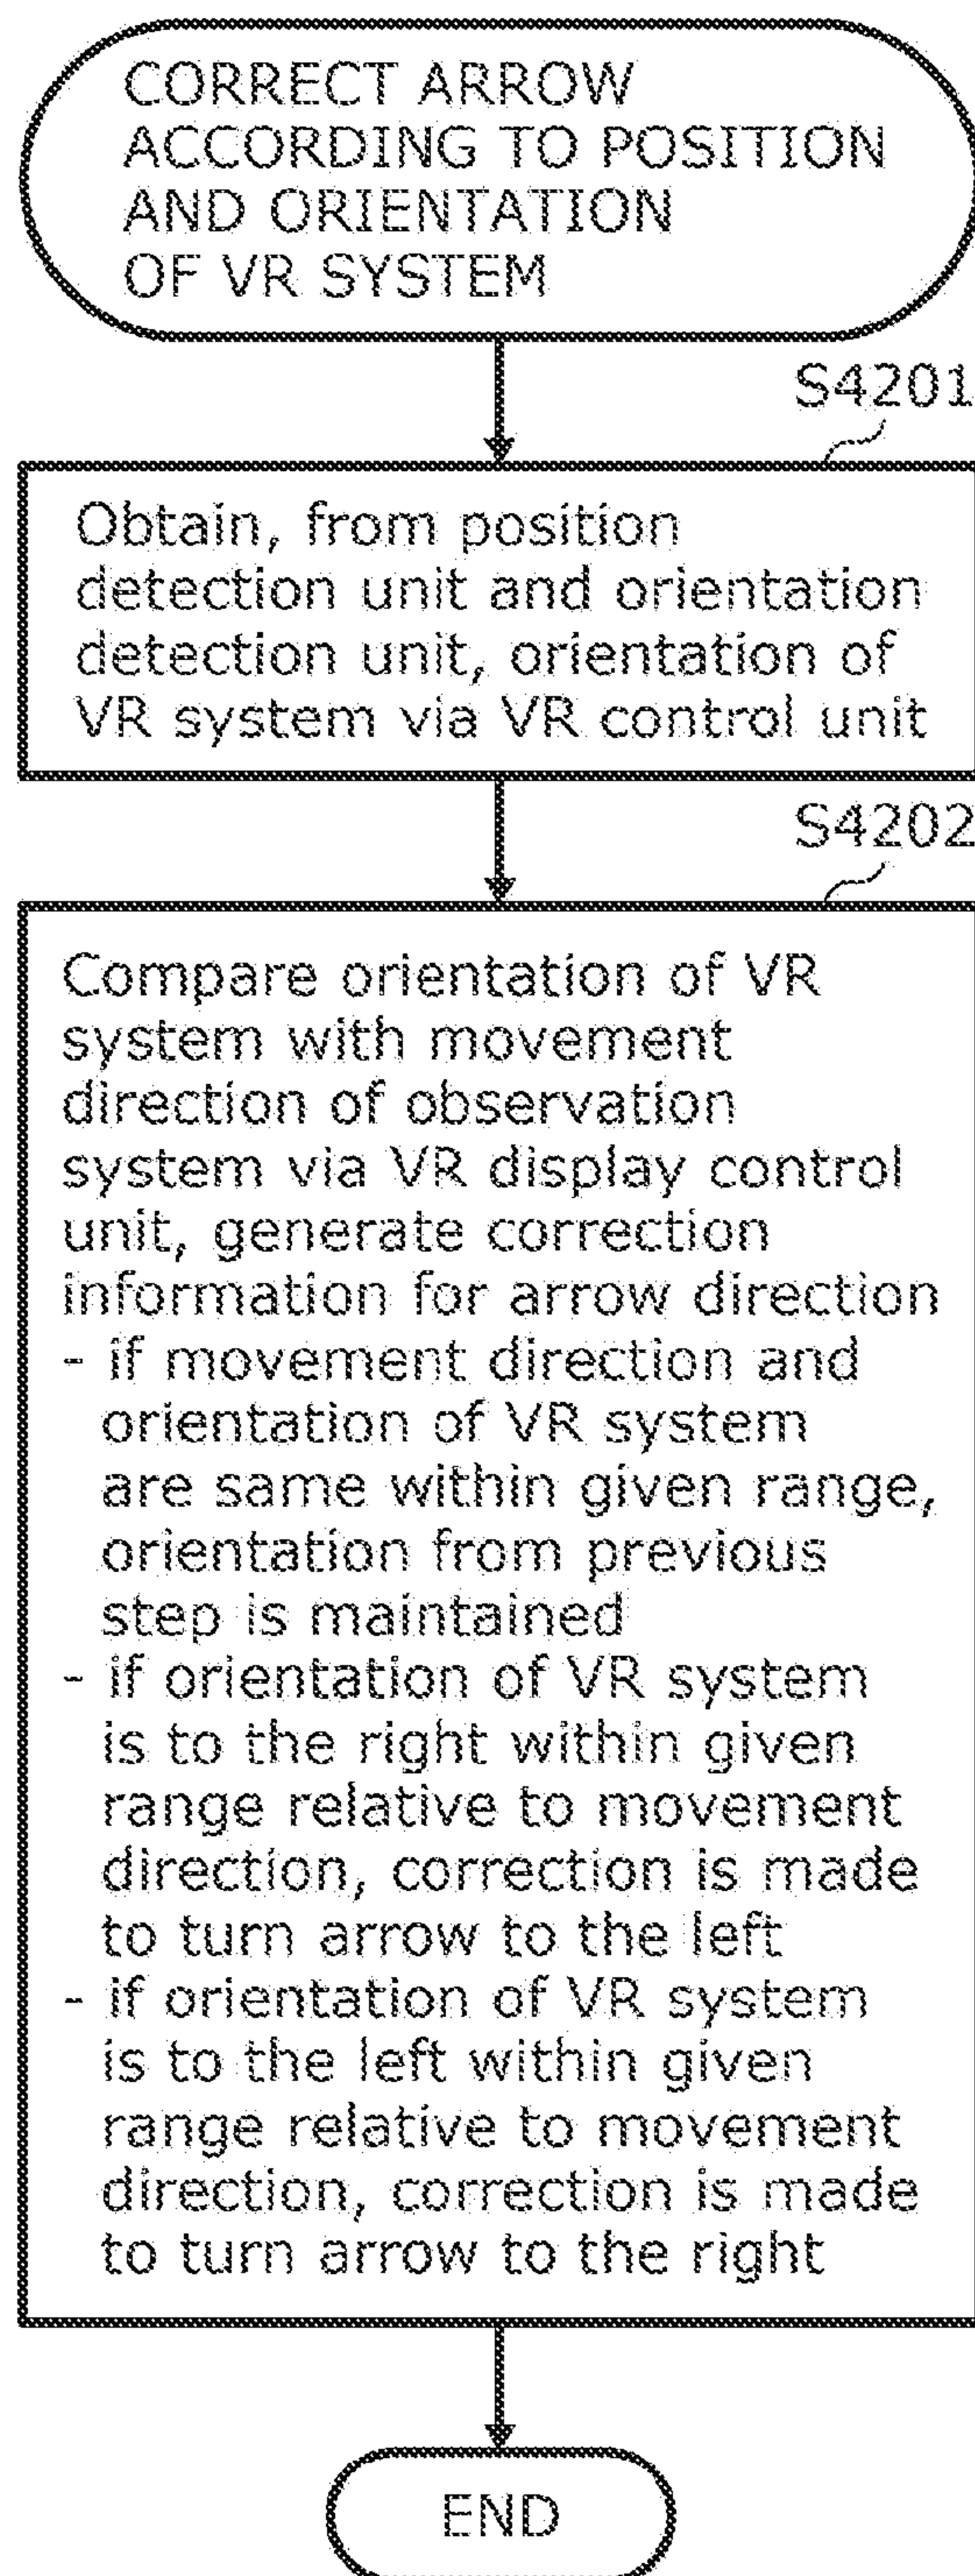 CORRECT ARROW
ACCORDING TO POSITION
AND ORIENTATION
OF VR SYSTEM
S4201
Obtain, from position
detection unit and orientation
detection unit, orientation of
VR system via VR control unit
S4202
Compare orientation of VR
system with movement
direction of observation
system via VR display control
unit, generate correction
information for arrow direction
- if movement direction and
orientation of VR system
are same within given range,
orientation from previous
step is maintained
- if orientation of VR system
is to the right within given
range relative to movement
direction, correction is made
to turn arrow to the left
- if orientation of VR system
is to the left within given
range relative to movement
direction, correction is made
to turn arrow to the right
END